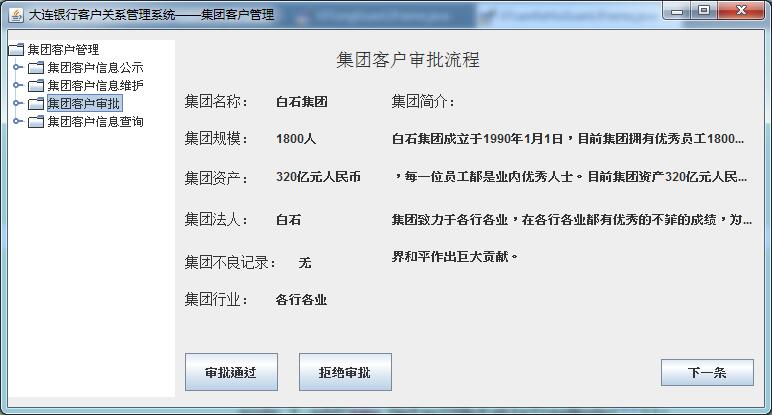 大连银行客户关系管理系统——集团客户管理
集团客户管理
集团客户信息公示
集团客户信息维护
集团客户审批
集团客户信息查询
集团客户审批流程
集团名称： 白石集团 集团简介：
集团规模： 1800人 白石集团成立于1990年1月1日，目前集团拥有优秀员工1800...
集团资产： 320亿元人民币 ，每一位员工都是业内优秀人士。目前集团资产320亿元人民...
集团法人： 白石 集团致力于各行各业，在各行各业都有优秀的不菲的成绩，为...
集团不良记录： 无 界和平作出巨大贡献。
集团行业： 各行各业
审批通过 拒绝审批 下一条